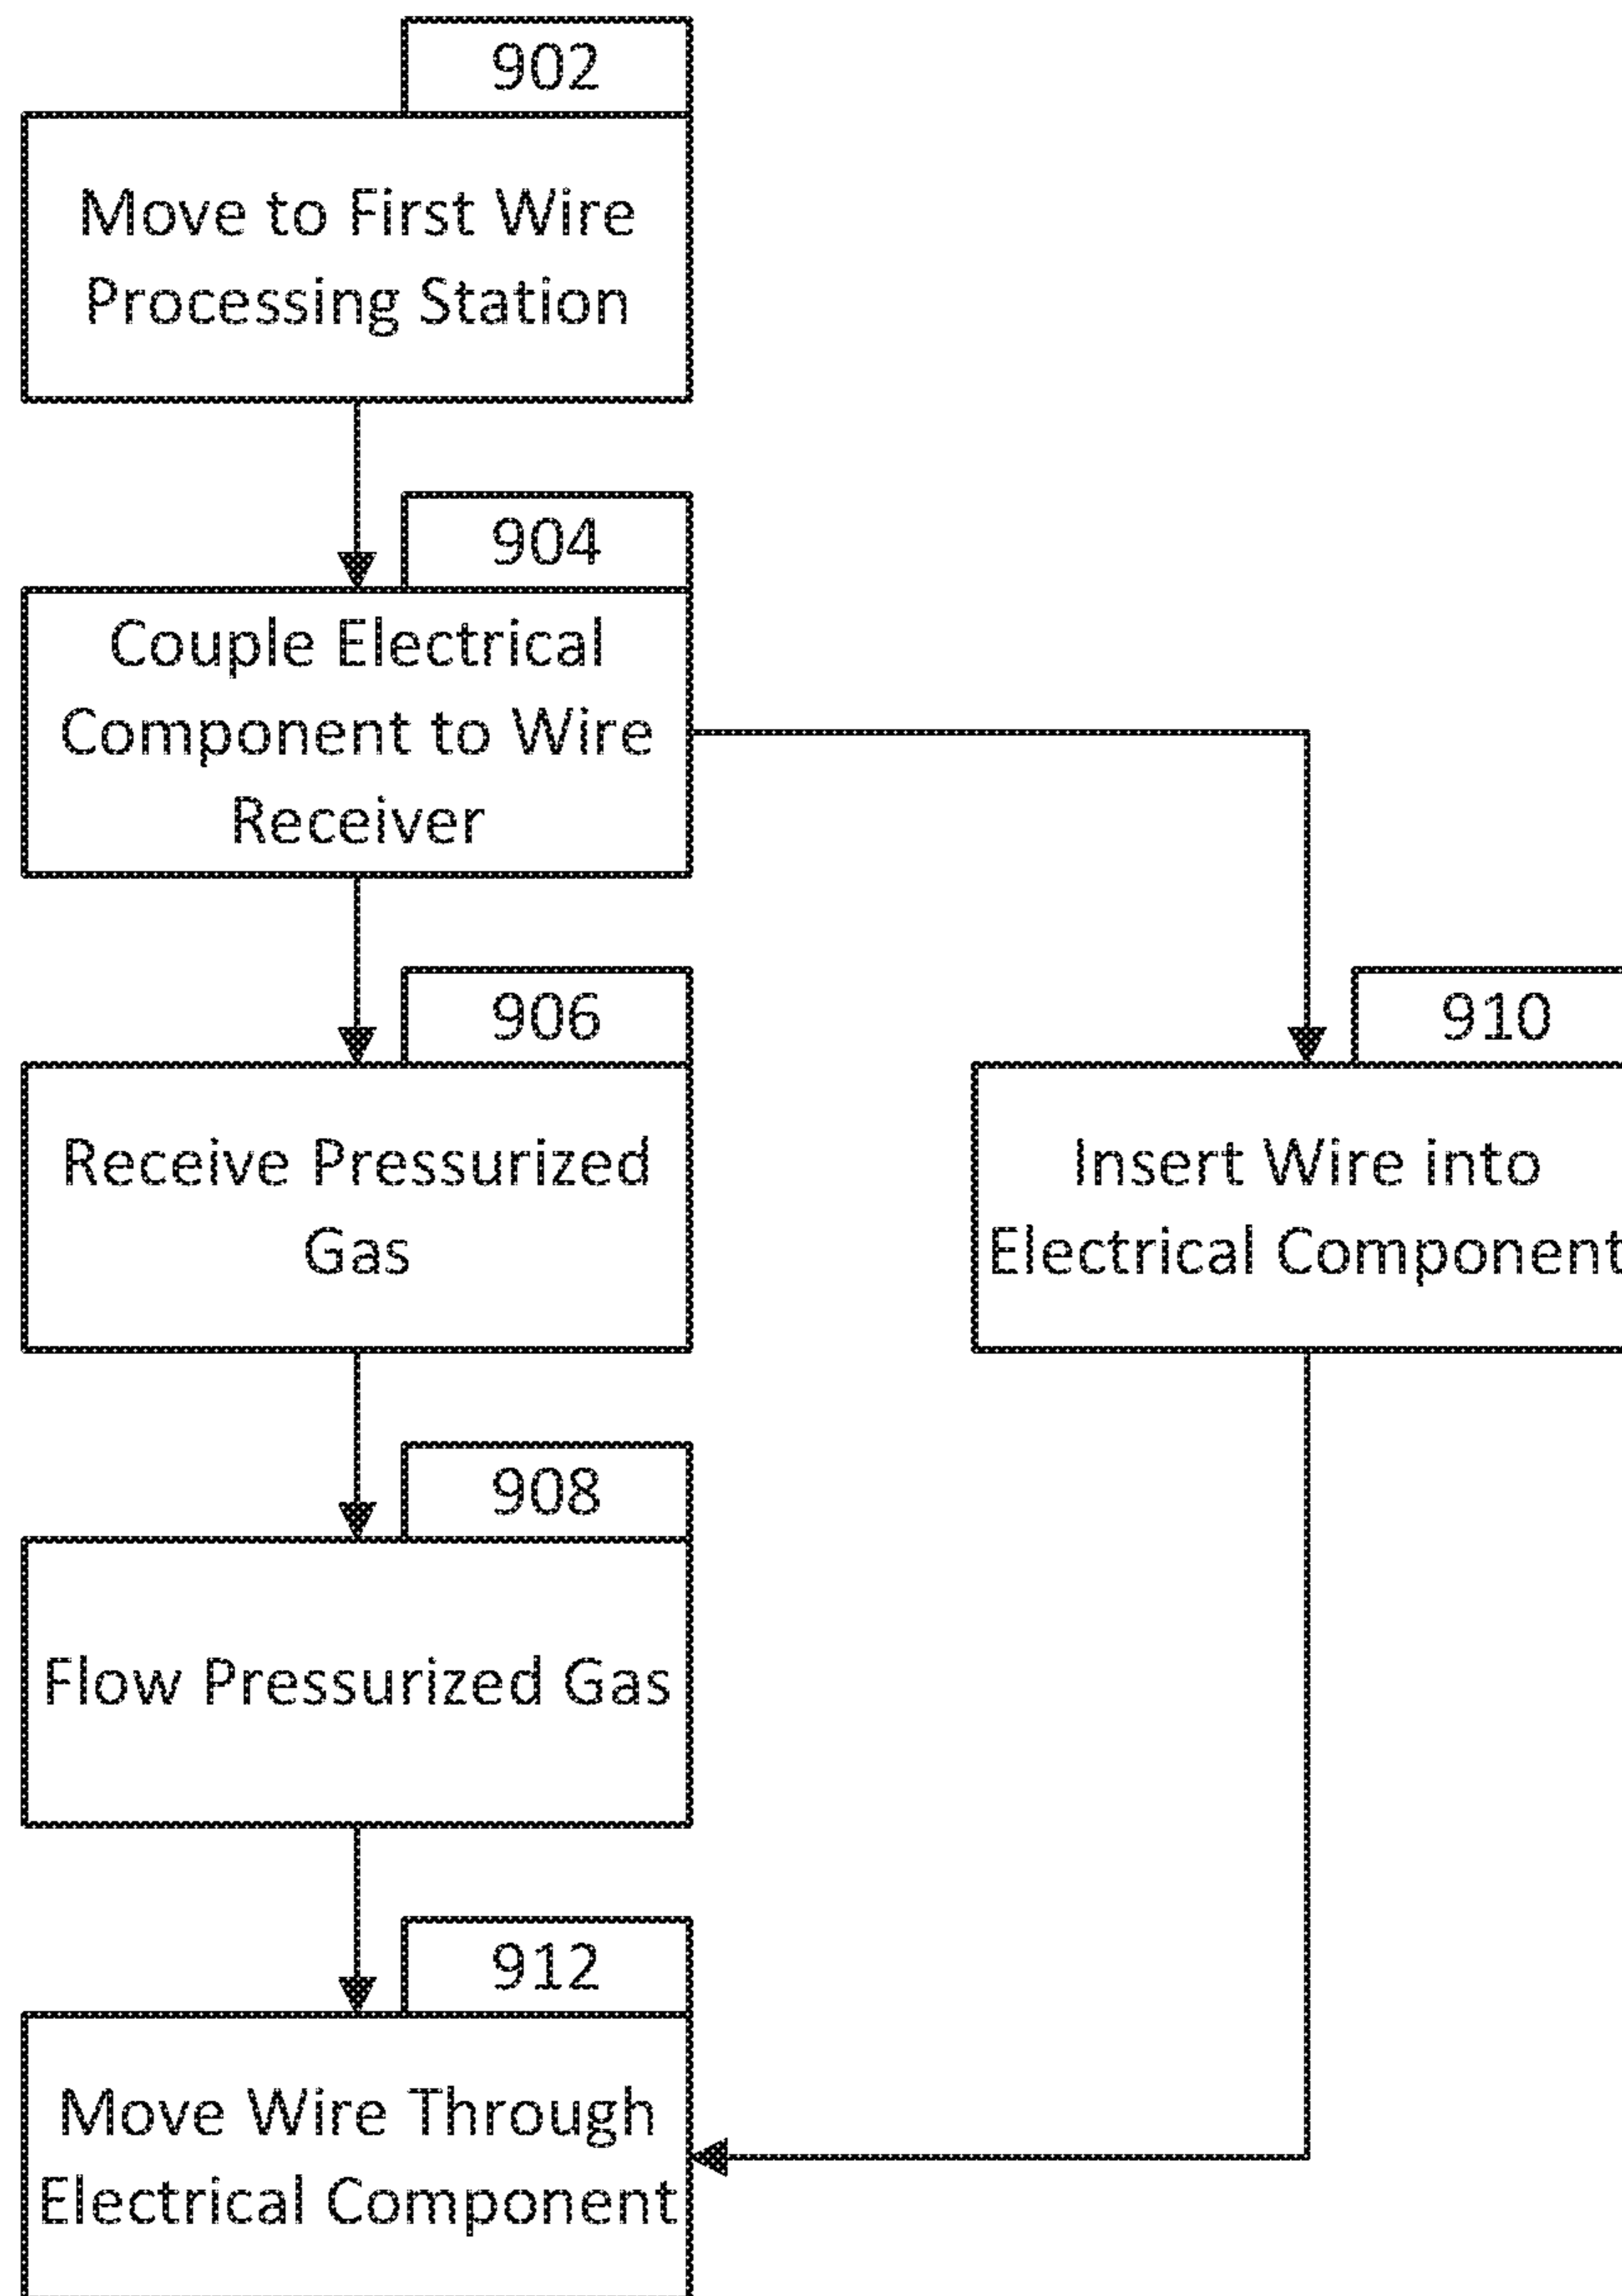 902
Move to First Wire
Processing Station
904
Couple Electrical
Component to Wire
Receiver
906
Receive Pressurized
Gas
910
Insert Wire into
Electrical Component
908
Flow Pressurized Gas
912
Move Wire Through
Electrical Component